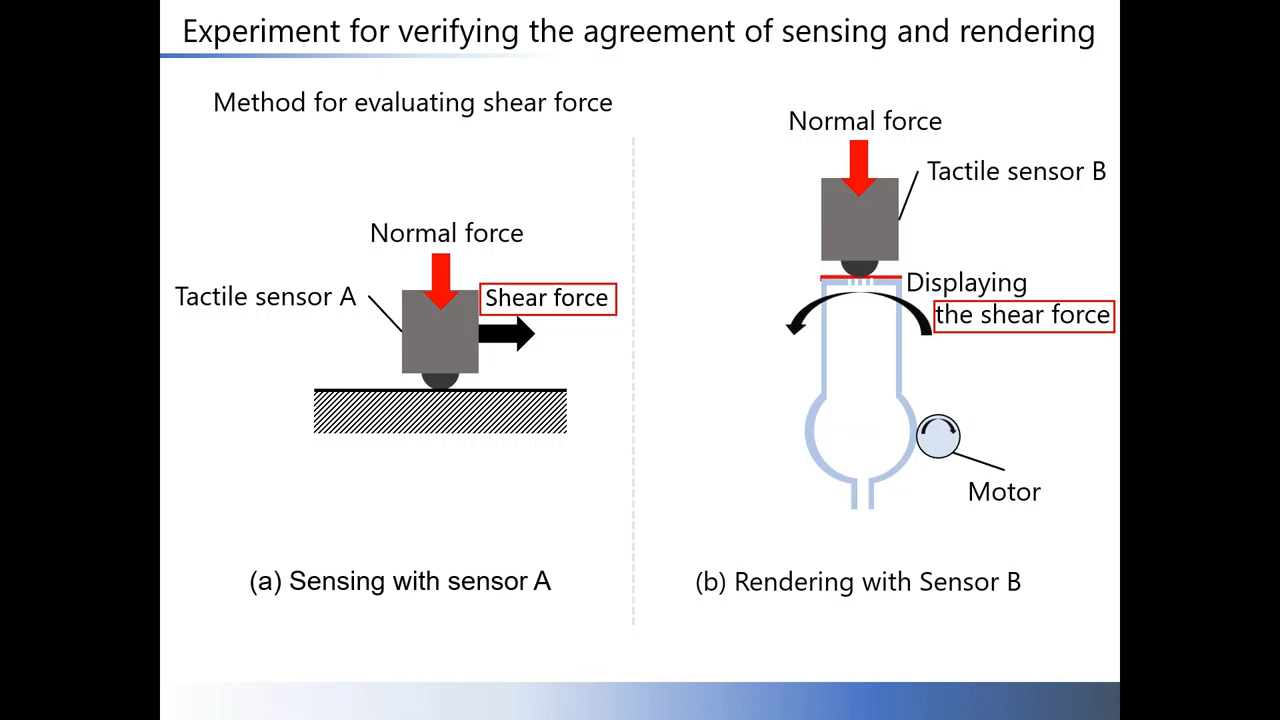 Experiment for verifying the agreement of sensing and rendering
Method for evaluating shear force
Normal force
Tactile sensor A
Shear force
(a) Sensing with sensor A
Normal force
Tactile sensor B
Displaying
the shear force
Motor
(b) Rendering with Sensor B